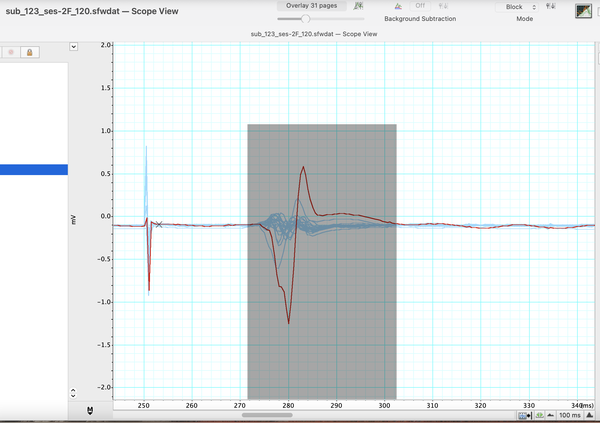 Overlay 31 pages
sub_123_ses-2F_120.sfwdat — Scope View
Block
Off
Background Subtraction
Mode
sub_123_ses-2F_120.sfwdat — Scope View
2.0
1.5
1.0
0.5
0.0
mV
−0.5
−1.0
−1.5
−2.0
250
260
270
280
290
300
310
320
330
340
(ms)
100 ms